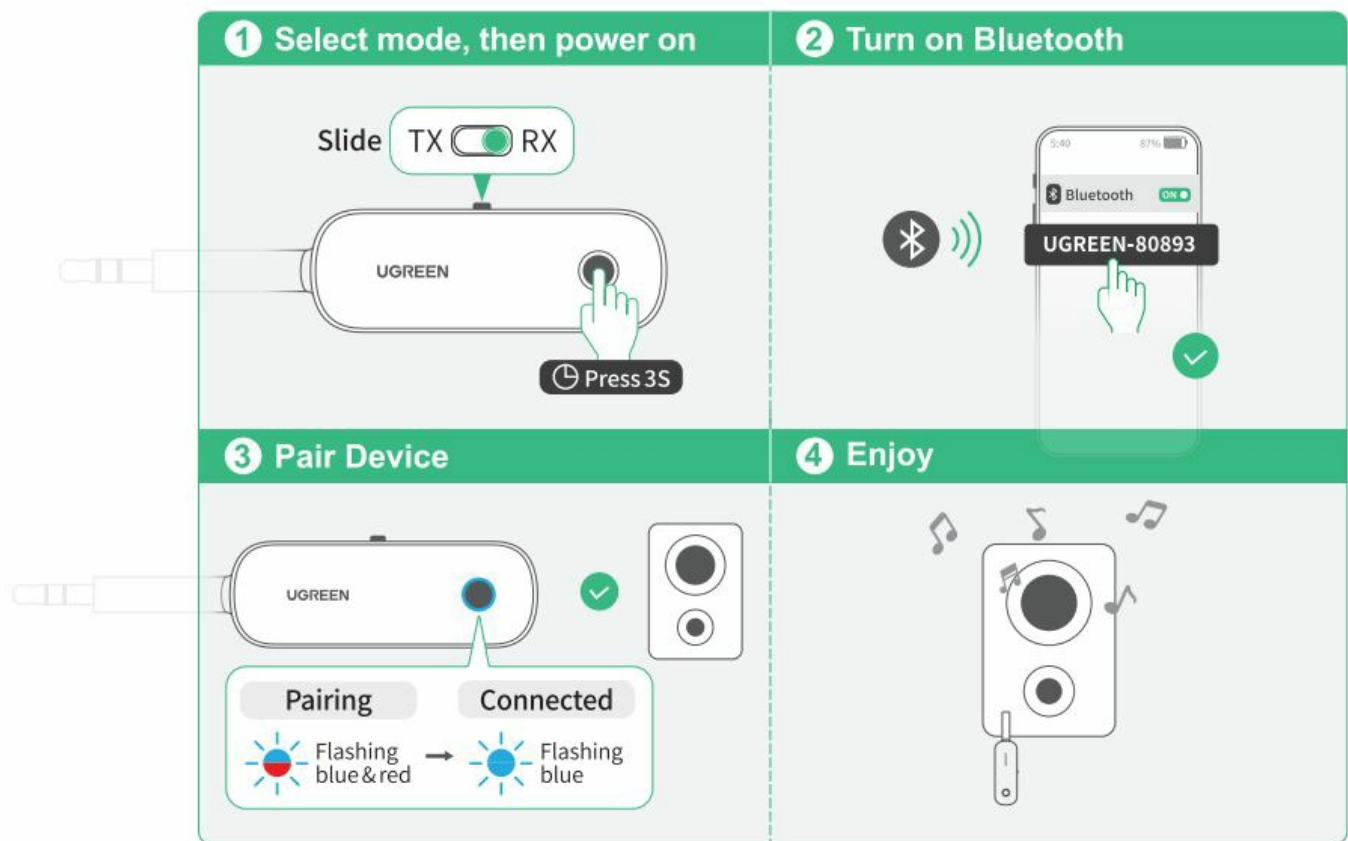 1 Select mode, then power on
Slide TX RX
UGREEN
Press 3S
2 Turn on Bluetooth
5:40 87%
Bluetooth ON
UGREEN-80893
3 Pair Device
UGREEN
Pairing
Flashing
blue&red
Connected
Flashing
blue
4 Enjoy